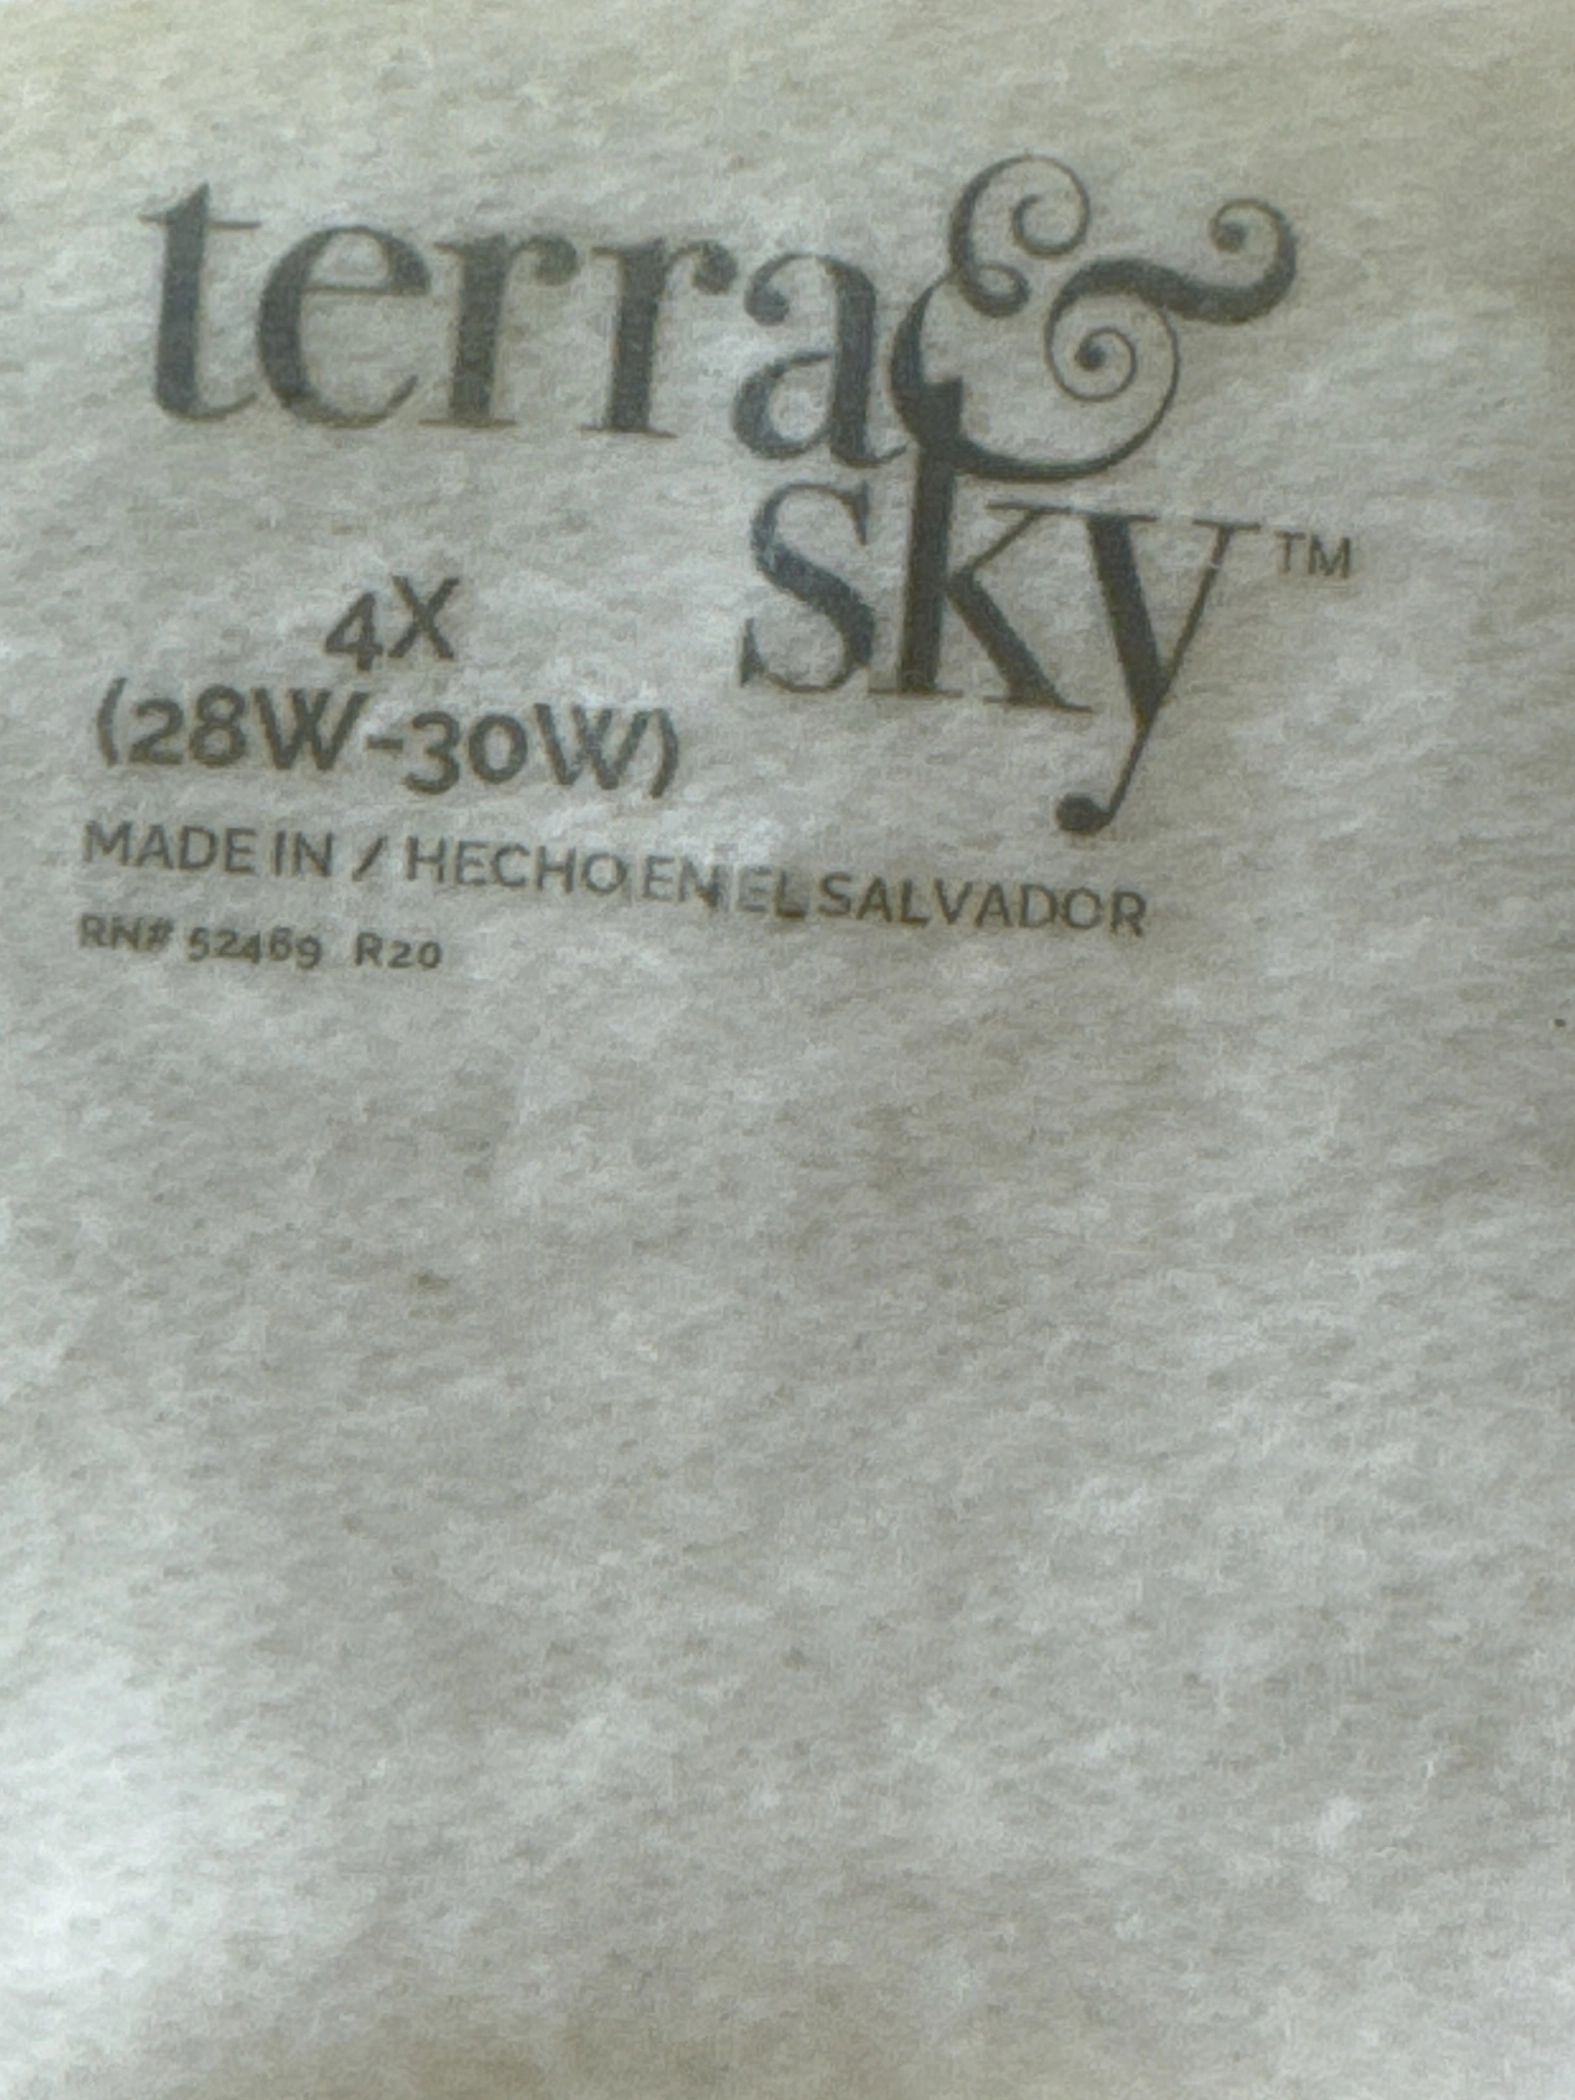 terra&
sky™
4X
(28W-30W)
MADE IN / HECHO EN EL SALVADOR
RN# 52469 R20